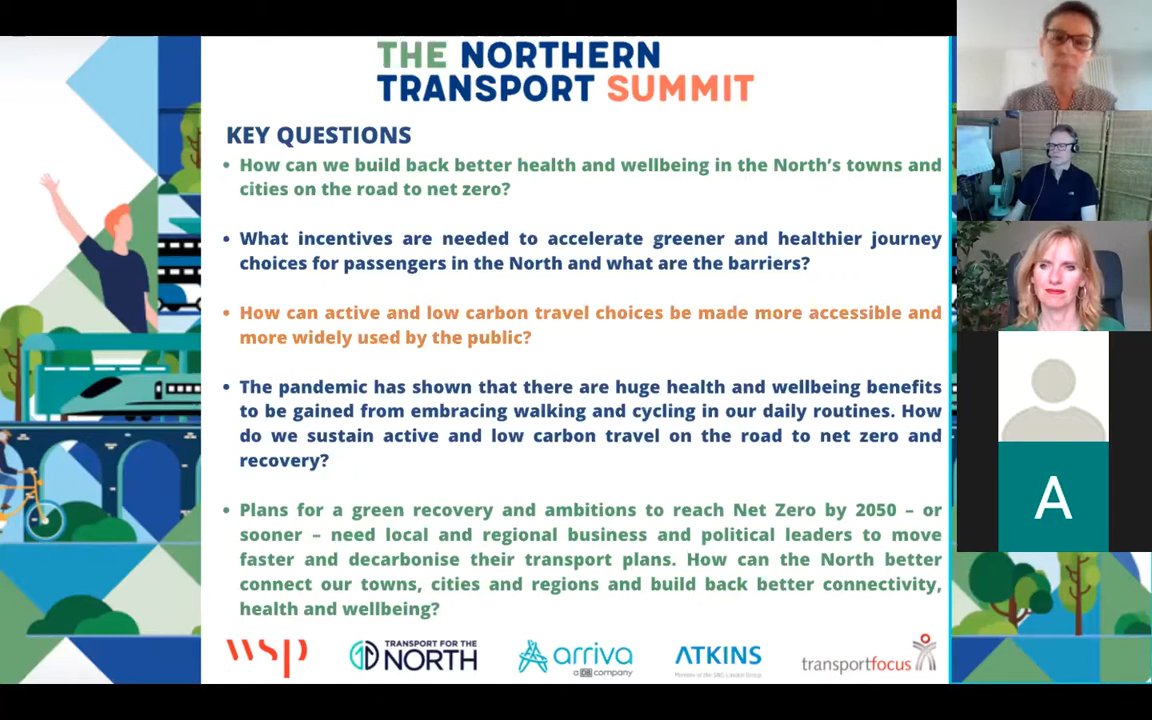 THE NORTHERN
TRANSPORT SUMMIT
KEY QUESTIONS
• How can we build back better health and wellbeing in the North’s towns and
cities on the road to net zero?
• What incentives are needed to accelerate greener and healthier journey
choices for passengers in the North and what are the barriers?
• How can active and low carbon travel choices be made more accessible and
more widely used by the public?
• The pandemic has shown that there are huge health and wellbeing benefits
to be gained from embracing walking and cycling in our daily routines. How
do we sustain active and low carbon travel on the road to net zero and
recovery?
• Plans for a green recovery and ambitions to reach Net Zero by 2050 – or
sooner – need local and regional business and political leaders to move
faster and decarbonise their transport plans. How can the North better
connect our towns, cities and regions and build back better connectivity,
health and wellbeing?
A
wsp
TRANSPORT FOR THE
NORTH
arriva
a DB company
ATKINS
Member of the SNC-Lavalin Group
transportfocus